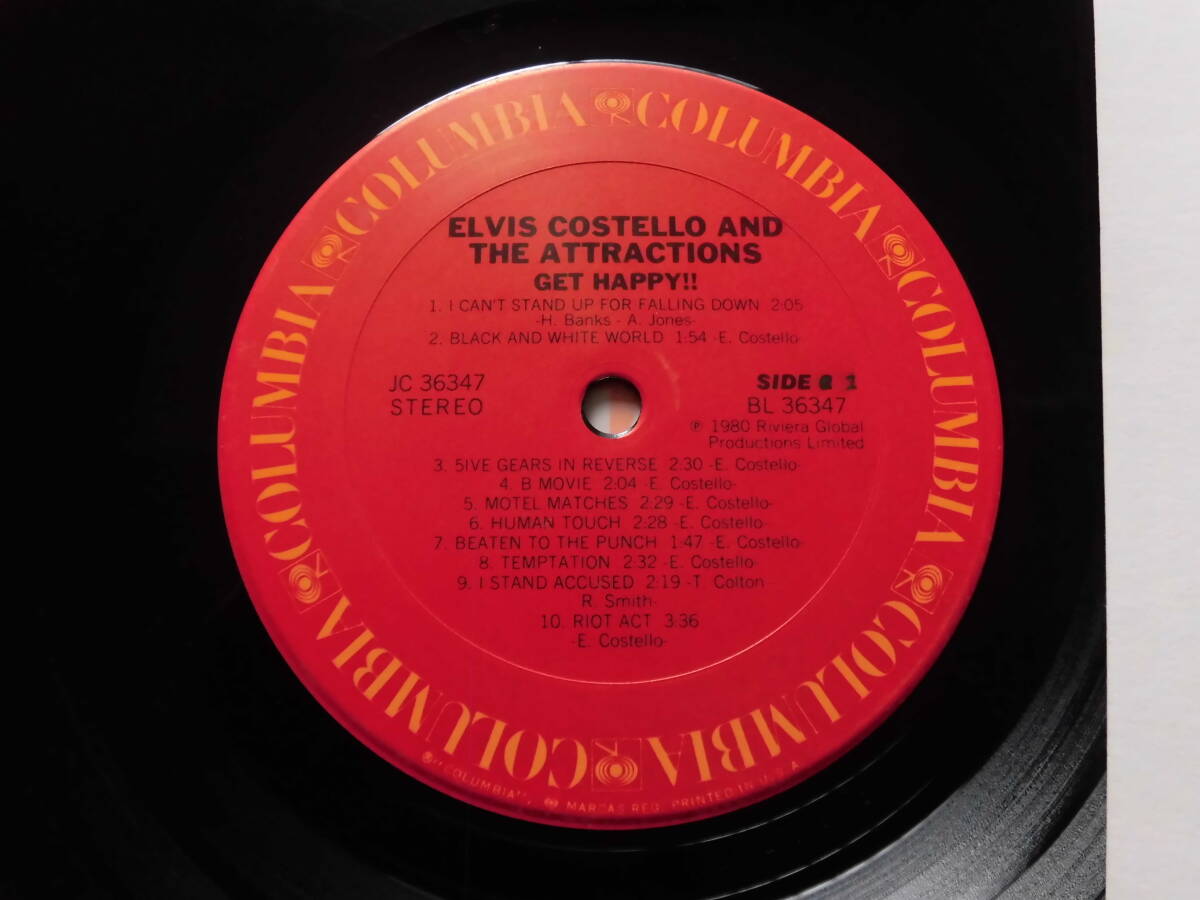 COLUMBIA COLUMBIA COLUMBIA COLUMBIA COLUMBIA COLUMBIA
ELVIS COSTELLO AND
THE ATTRACTIONS
GET HAPPY!!
1. I CAN'T STAND UP FOR FALLING DOWN 2:05
-H. Banks - A. Jones-
2. BLACK AND WHITE WORLD 1:54 -E. Costello-
JC 36347
STEREO
SIDE 1
BL 36347
℗ 1980 Riviera Global
Productions Limited
3. 5IVE GEARS IN REVERSE 2:30 -E. Costello-
4. B MOVIE 2:04 -E. Costello-
5. MOTEL MATCHES 2:29 -E. Costello-
6. HUMAN TOUCH 2:28 -E. Costello-
7. BEATEN TO THE PUNCH 1:47 -E. Costello-
8. TEMPTATION 2:32 -E. Costello-
9. I STAND ACCUSED 2:19 -T. Colton
R. Smith-
10. RIOT ACT 3:36
-E. Costello-
® "COLUMBIA", MARCAS REG. PRINTED IN U.S.A.